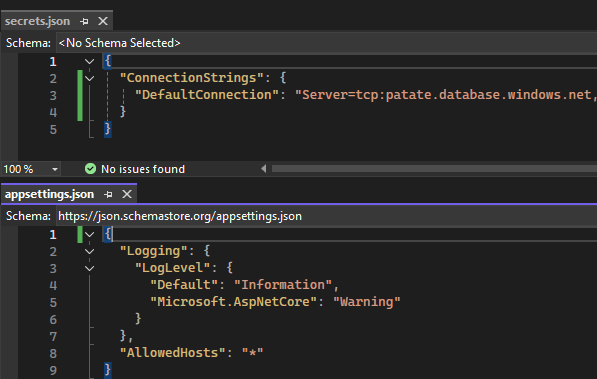 secrets.json
Schema: <No Schema Selected>
1 {
2 "ConnectionStrings": {
3 "DefaultConnection": "Server=tcp:patate.database.windows.net,
4 }
5 }
100 % No issues found
appsettings.json
Schema: https://json.schemastore.org/appsettings.json
1 {
2 "Logging": {
3 "LogLevel": {
4 "Default": "Information",
5 "Microsoft.AspNetCore": "Warning"
6 }
7 },
8 "AllowedHosts": "*"
9 }